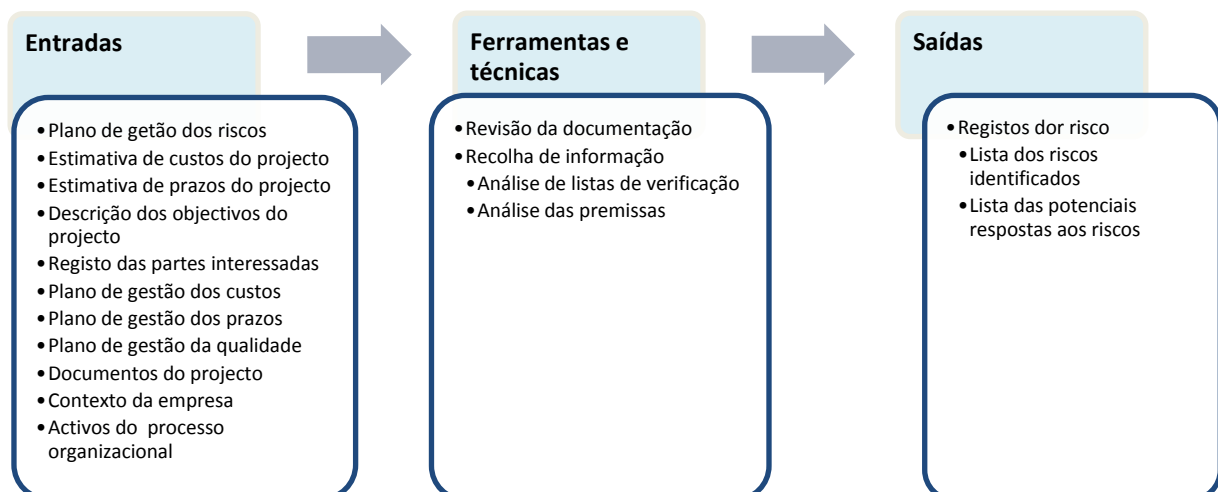 Entradas
• Plano de getão dos riscos
• Estimativa de custos do projecto
• Estimativa de prazos do projecto
• Descrição dos objectivos do
projecto
• Registo das partes interessadas
• Plano de gestão dos custos
• Plano de gestão dos prazos
• Plano de gestão da qualidade
• Documentos do projecto
• Contexto da empresa
• Activos do processo
organizacional
Ferramentas e
técnicas
• Revisão da documentação
• Recolha de informação
• Análise de listas de verificação
• Análise das premissas
Saídas
• Registos dor risco
• Lista dos riscos
identificados
• Lista das potenciais
respostas aos riscos